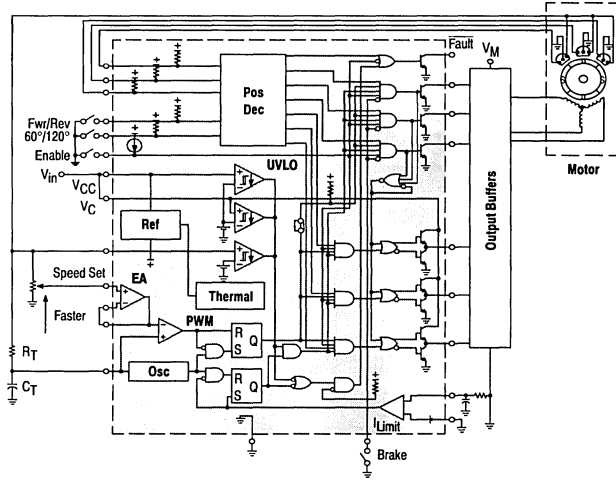 Fault
V_M
Motor
Pos
Dec
Fwr/Rev
60°/120°
Enable
V_in
V_CC
V_C
UVLO
Ref
Thermal
Output Buffers
Speed Set
EA
Faster
PWM
R
S
Q
R_T
Osc
R
S
Q
C_T
I_Limit
Brake